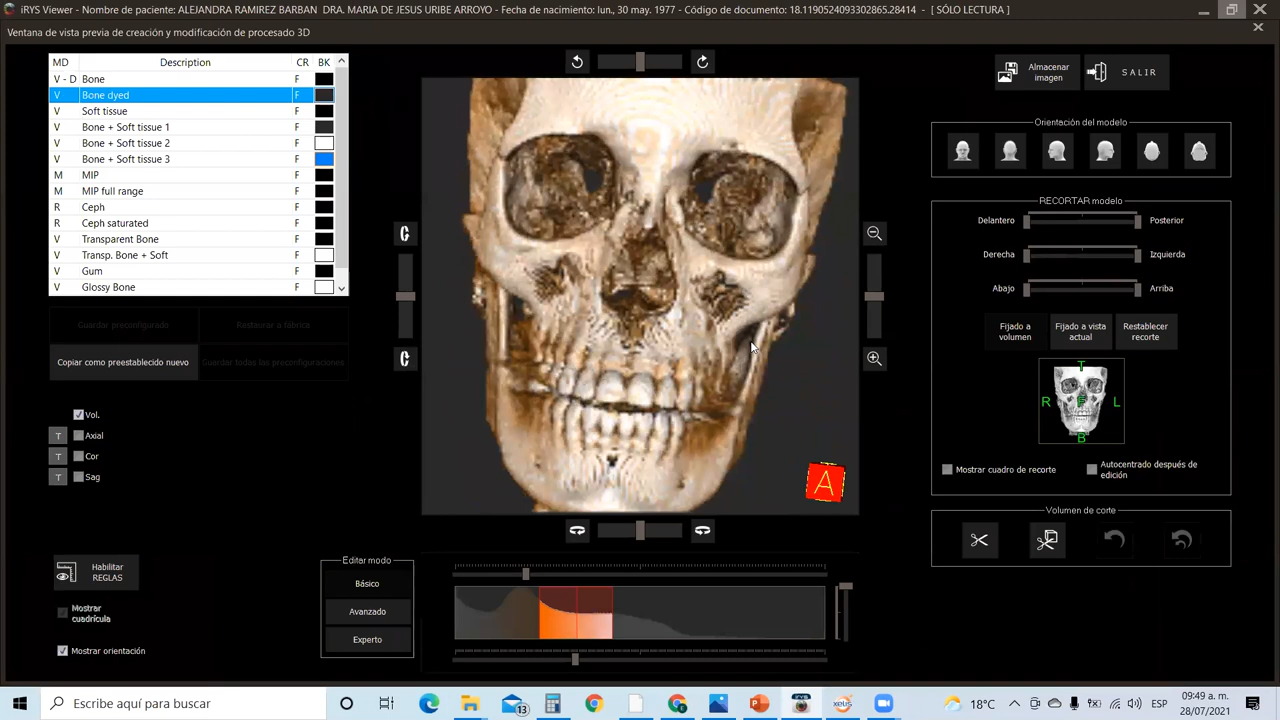 iRYS Viewer - Nombre de paciente: ALEJANDRA RAMIREZ BARBAN DRA. MARIA DE JESUS URIBE ARROYO - Fecha de nacimiento: lun., 30 may. 1977 - Código de documento: 18.1190524093302865.28414 - [ SÓLO LECTURA ]
Ventana de vista previa de creación y modificación de procesado 3D
MD Description CR BK
V - D Bone F
V Bone dyed F
V Soft tissue F
V Bone + Soft tissue 1 F
V Bone + Soft tissue 2 F
V Bone + Soft tissue 3 F
M MIP F
M MIP full range F
R Ceph F
R Ceph saturated F
V Transparent Bone F
V Transp. Bone + Soft F
V Gum F
V Glossy Bone F
Guardar preconfigurado
Restaurar a fábrica
Copiar como preestablecido nuevo
Guardar todas las preconfiguraciones
Vol.
T Axial
T Cor
T Sag
Habilitar
REGLAS
Mostrar
cuadrícula
Mostrar orientación
Editar modo
Básico
Avanzado
Experto
A
Almacenar
imagen
SALIR
Orientación del modelo
RECORTAR modelo
Delantero Posterior
Derecha Izquierda
Abajo Arriba
Fijado a
volumen
Fijado a vista
actual
Restablecer
recorte
T
R F L
B
Mostrar cuadro de recorte
Autocentrado después de
edición
Volumen de corte
Escribe aquí para buscar
13
iRYS
xelis
18°C
ESP
09:49 a. m.
28/07/2021